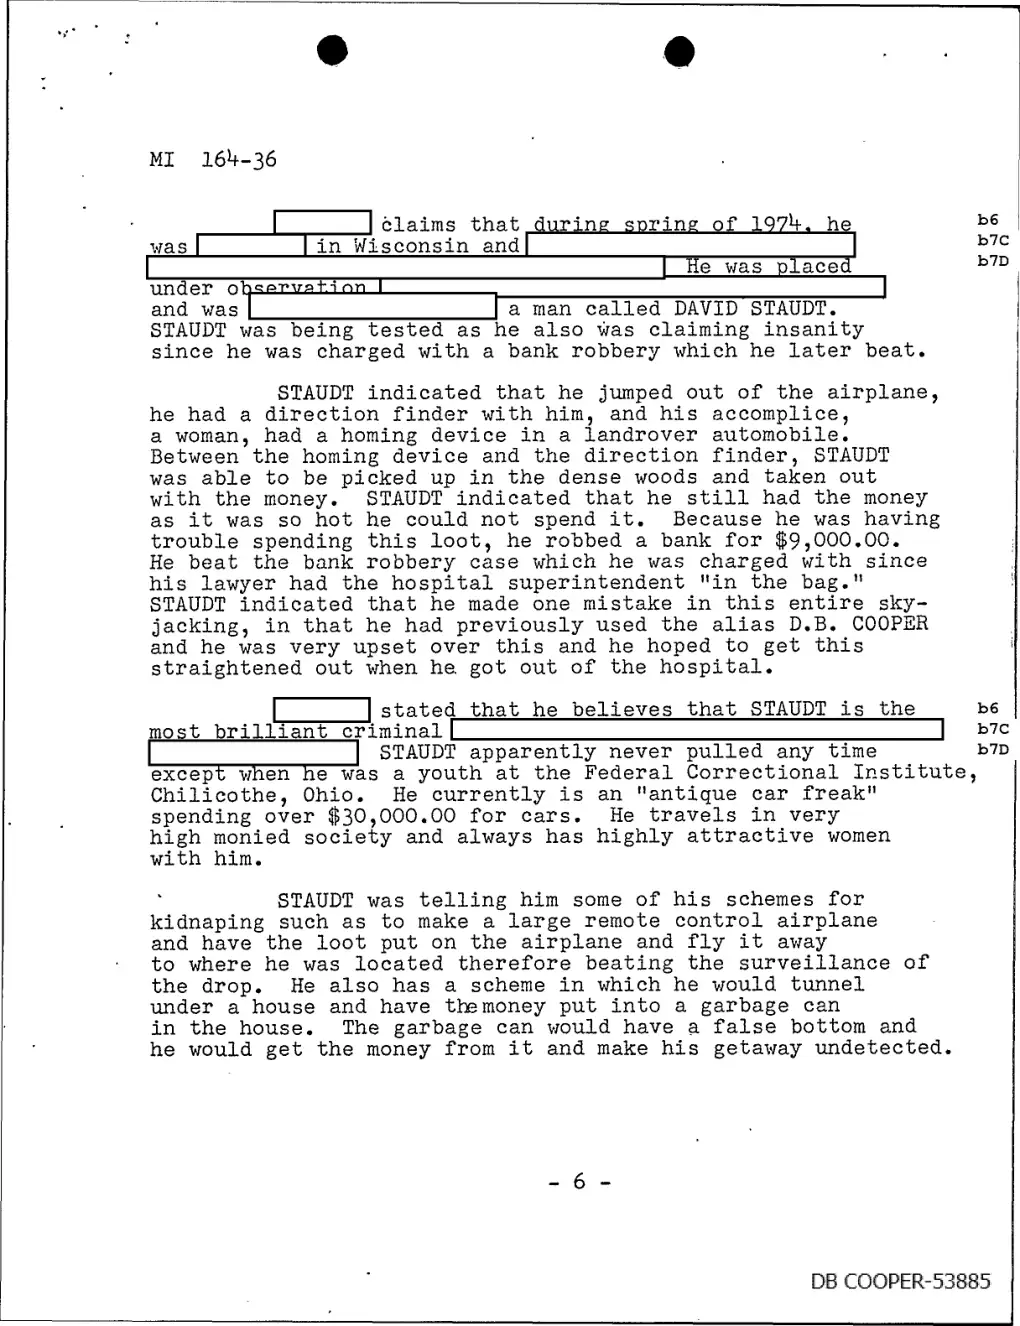 MI 164-36
claims that during spring of 1974, he b6
was in Wisconsin and b7C
He was placed b7D
under observation
and was a man called DAVID STAUDT.
STAUDT was being tested as he also was claiming insanity
since he was charged with a bank robbery which he later beat.
STAUDT indicated that he jumped out of the airplane,
he had a direction finder with him, and his accomplice,
a woman, had a homing device in a landrover automobile.
Between the homing device and the direction finder, STAUDT
was able to be picked up in the dense woods and taken out
with the money. STAUDT indicated that he still had the money
as it was so hot he could not spend it. Because he was having
trouble spending this loot, he robbed a bank for $9,000.00.
He beat the bank robbery case which he was charged with since
his lawyer had the hospital superintendent "in the bag."
STAUDT indicated that he made one mistake in this entire sky-
jacking, in that he had previously used the alias D.B. COOPER
and he was very upset over this and he hoped to get this
straightened out when he got out of the hospital.
stated that he believes that STAUDT is the b6
most brilliant criminal b7C
STAUDT apparently never pulled any time b7D
except when he was a youth at the Federal Correctional Institute,
Chilicothe, Ohio. He currently is an "antique car freak"
spending over $30,000.00 for cars. He travels in very
high monied society and always has highly attractive women
with him.
STAUDT was telling him some of his schemes for
kidnaping such as to make a large remote control airplane
and have the loot put on the airplane and fly it away
to where he was located therefore beating the surveillance of
the drop. He also has a scheme in which he would tunnel
under a house and have the money put into a garbage can
in the house. The garbage can would have a false bottom and
he would get the money from it and make his getaway undetected.
- 6 -
DB COOPER-53885